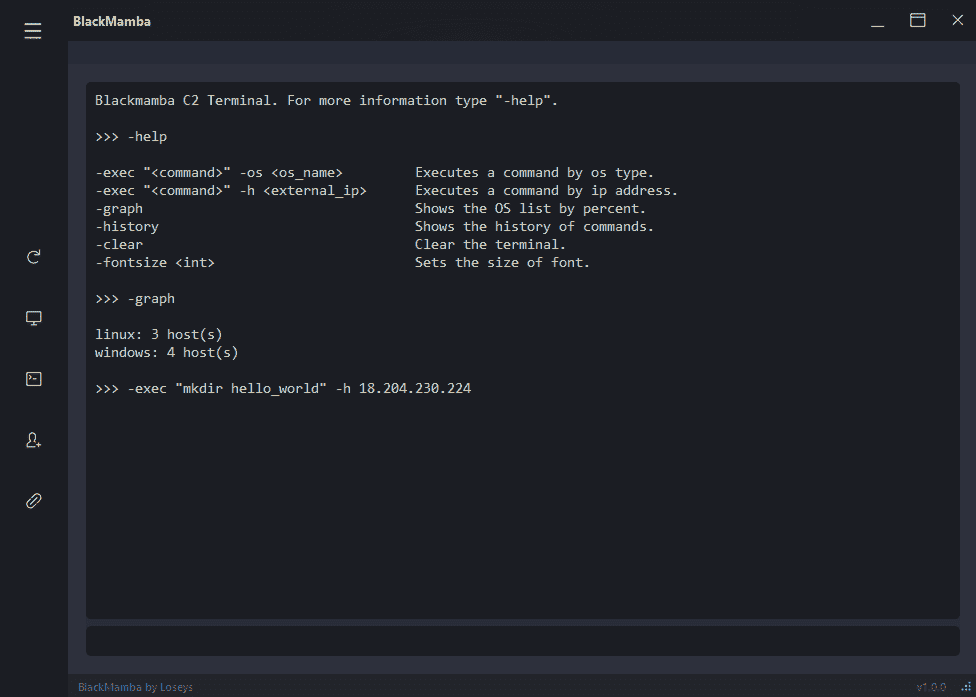 BlackMamba
Blackmamba C2 Terminal. For more information type "-help".
>>> -help
-exec "<command>" -os <os_name> Executes a command by os type.
-exec "<command>" -h <external_ip> Executes a command by ip address.
-graph Shows the OS list by percent.
-history Shows the history of commands.
-clear Clear the terminal.
-fontsize <int> Sets the size of font.
>>> -graph
linux: 3 host(s)
windows: 4 host(s)
>>> -exec "mkdir hello_world" -h 18.204.230.224
BlackMamba by Loseys v1.0.0